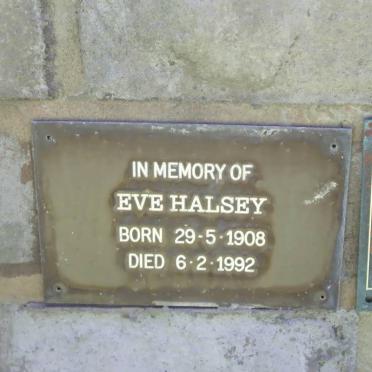 IN MEMORY OF
EVE HALSEY
BORN 29-5-1908
DIED 6·2·1992